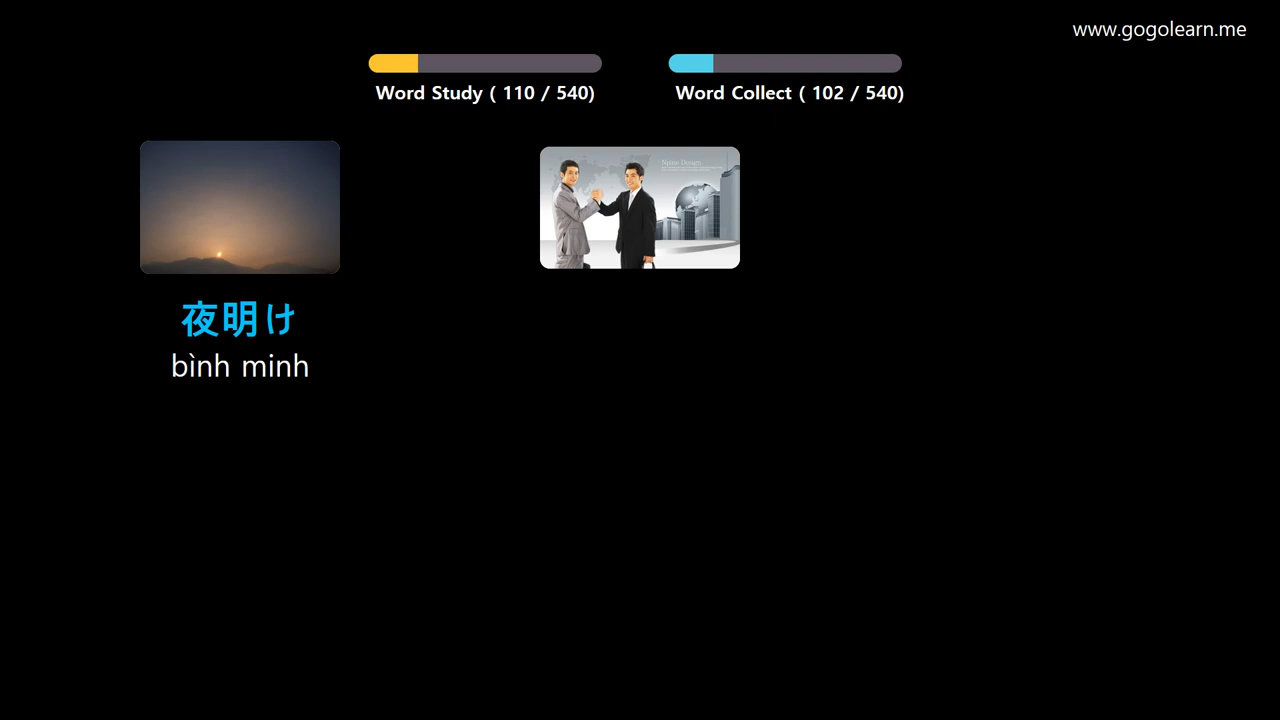 www.gogolearn.me
Word Study ( 110 / 540)
Word Collect ( 102 / 540)
夜明け
bình minh